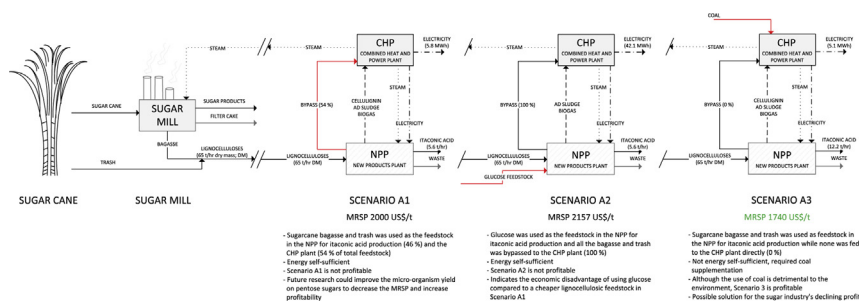 COAL
CHP
COMBINED HEAT AND
POWER PLANT
ELECTRICITY
(5.8 MWh)
CHP
COMBINED HEAT AND
POWER PLANT
ELECTRICITY
(42.1 MWh)
CHP
COMBINED HEAT AND
POWER PLANT
ELECTRICITY
(5.1 MWh)
STEAM
STEAM
STEAM
STEAM
SUGAR CANE
SUGAR
MILL
SUGAR PRODUCTS
FILTER CAKE
BAGASSE
TRASH
LIGNOCELLULOSES
(65 t/hr dry mass; DM)
BYPASS (54 %)
CELLULIGNIN
AD SLUDGE
BIOGAS
STEAM
ELECTRICITY
BYPASS (100 %)
CELLULIGNIN
AD SLUDGE
BIOGAS
STEAM
ELECTRICITY
BYPASS (0 %)
CELLULIGNIN
AD SLUDGE
BIOGAS
STEAM
ELECTRICITY
LIGNOCELLULOSES
(65 t/hr DM)
NPP
NEW PRODUCTS PLANT
ITACONIC ACID
(5.6 t/hr)
WASTE
LIGNOCELLULOSES
(65 t/hr DM)
GLUCOSE FEEDSTOCK
NPP
NEW PRODUCTS PLANT
ITACONIC ACID
(5.6 t/hr)
WASTE
LIGNOCELLULOSES
(65 t/hr DM)
NPP
NEW PRODUCTS PLANT
ITACONIC ACID
(12.2 t/hr)
WASTE
SUGAR CANE
SUGAR MILL
SCENARIO A1
MRSP 2000 US$/t
- Sugarcane bagasse and trash was used as the feedstock
in the NPP for itaconic acid production (46 %) and the
CHP plant (54 % of total feedstock)
- Energy self-sufficient
- Scenario A1 is not profitable
- Future research could improve the micro-organism yield
on pentose sugars to decrease the MRSP and increase
profitability
SCENARIO A2
MRSP 2157 US$/t
- Glucose was used as the feedstock in the NPP for
itaconic acid production and all the bagasse and trash
was bypassed to the CHP plant (100 %)
- Energy self-sufficient
- Scenario A2 is not profitable
- Indicates the economic disadvantage of using glucose
compared to a cheaper lignocellulosic feedstock in
Scenario A1
SCENARIO A3
MRSP 1740 US$/t
- Sugarcane bagasse and trash was used as feedstock in
the NPP for itaconic acid production while none was fed
to the CHP plant directly (0 %)
- Not energy self-sufficient, required coal
supplementation
- Although the use of coal is detrimental to the
environment, Scenario 3 is profitable
- Possible solution for the sugar industry's declining profit